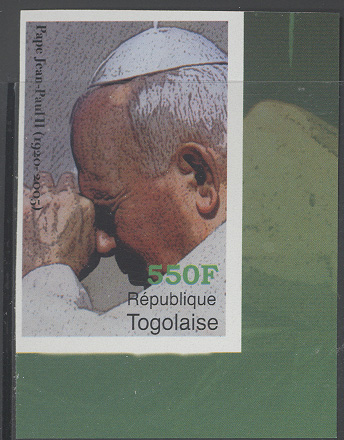 Pape Jean-Paul II (1920-2005)
550F
République
Togolaise